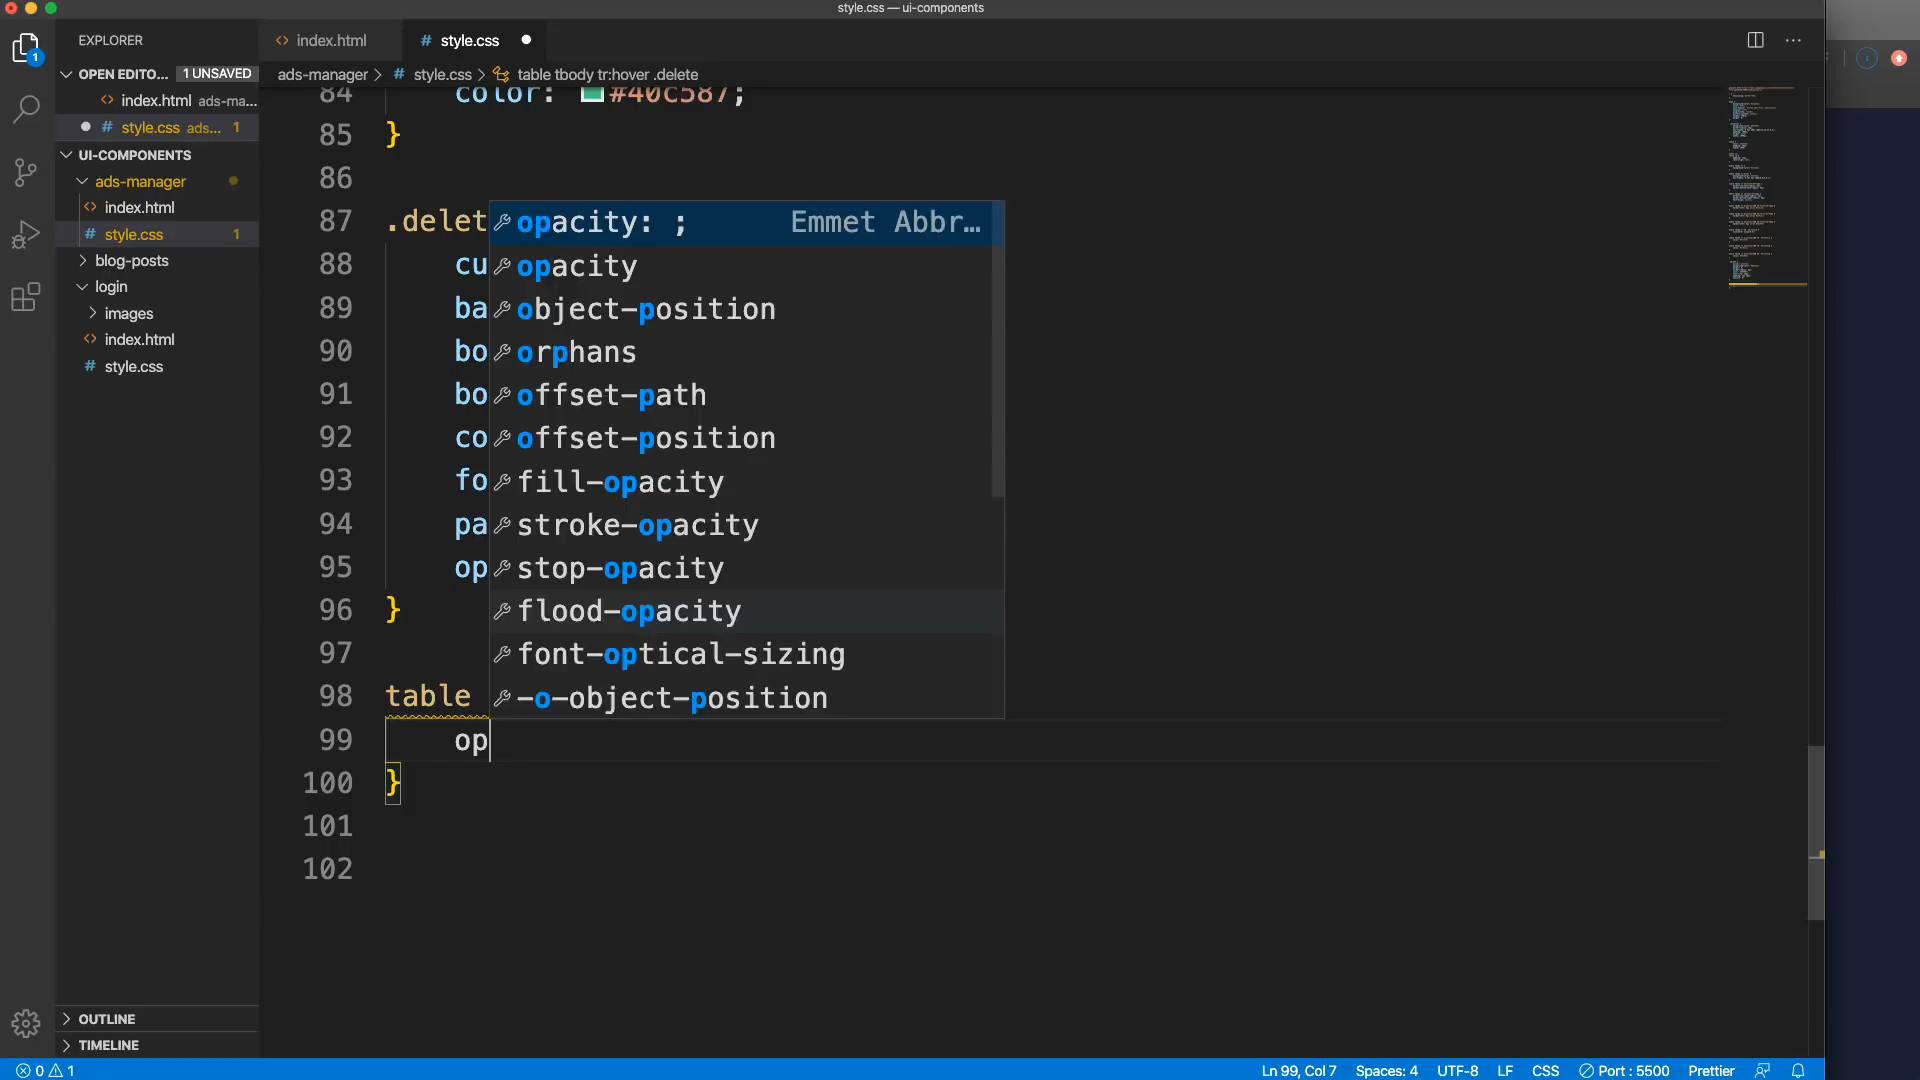 style.css — ui-components
EXPLORER
index.html
# style.css
OPEN EDITO... 1 UNSAVED
ads-manager > # style.css > table tbody tr:hover .delete
index.html ads-ma...
# style.css ads... 1
UI-COMPONENTS
ads-manager
index.html
# style.css 1
blog-posts
login
images
index.html
# style.css
OUTLINE
TIMELINE
84 color: #40c587;
85 }
86
87 .delet
88 cu
89 ba
90 bo
91 bo
92 co
93 fo
94 pa
95 op
96 }
97
98 table
99 op
100 }
101
102
opacity: ; Emmet Abbr...
opacity
object-position
orphans
offset-path
offset-position
fill-opacity
stroke-opacity
stop-opacity
flood-opacity
font-optical-sizing
-o-object-position
0 1 Ln 99, Col 7 Spaces: 4 UTF-8 LF CSS Port : 5500 Prettier